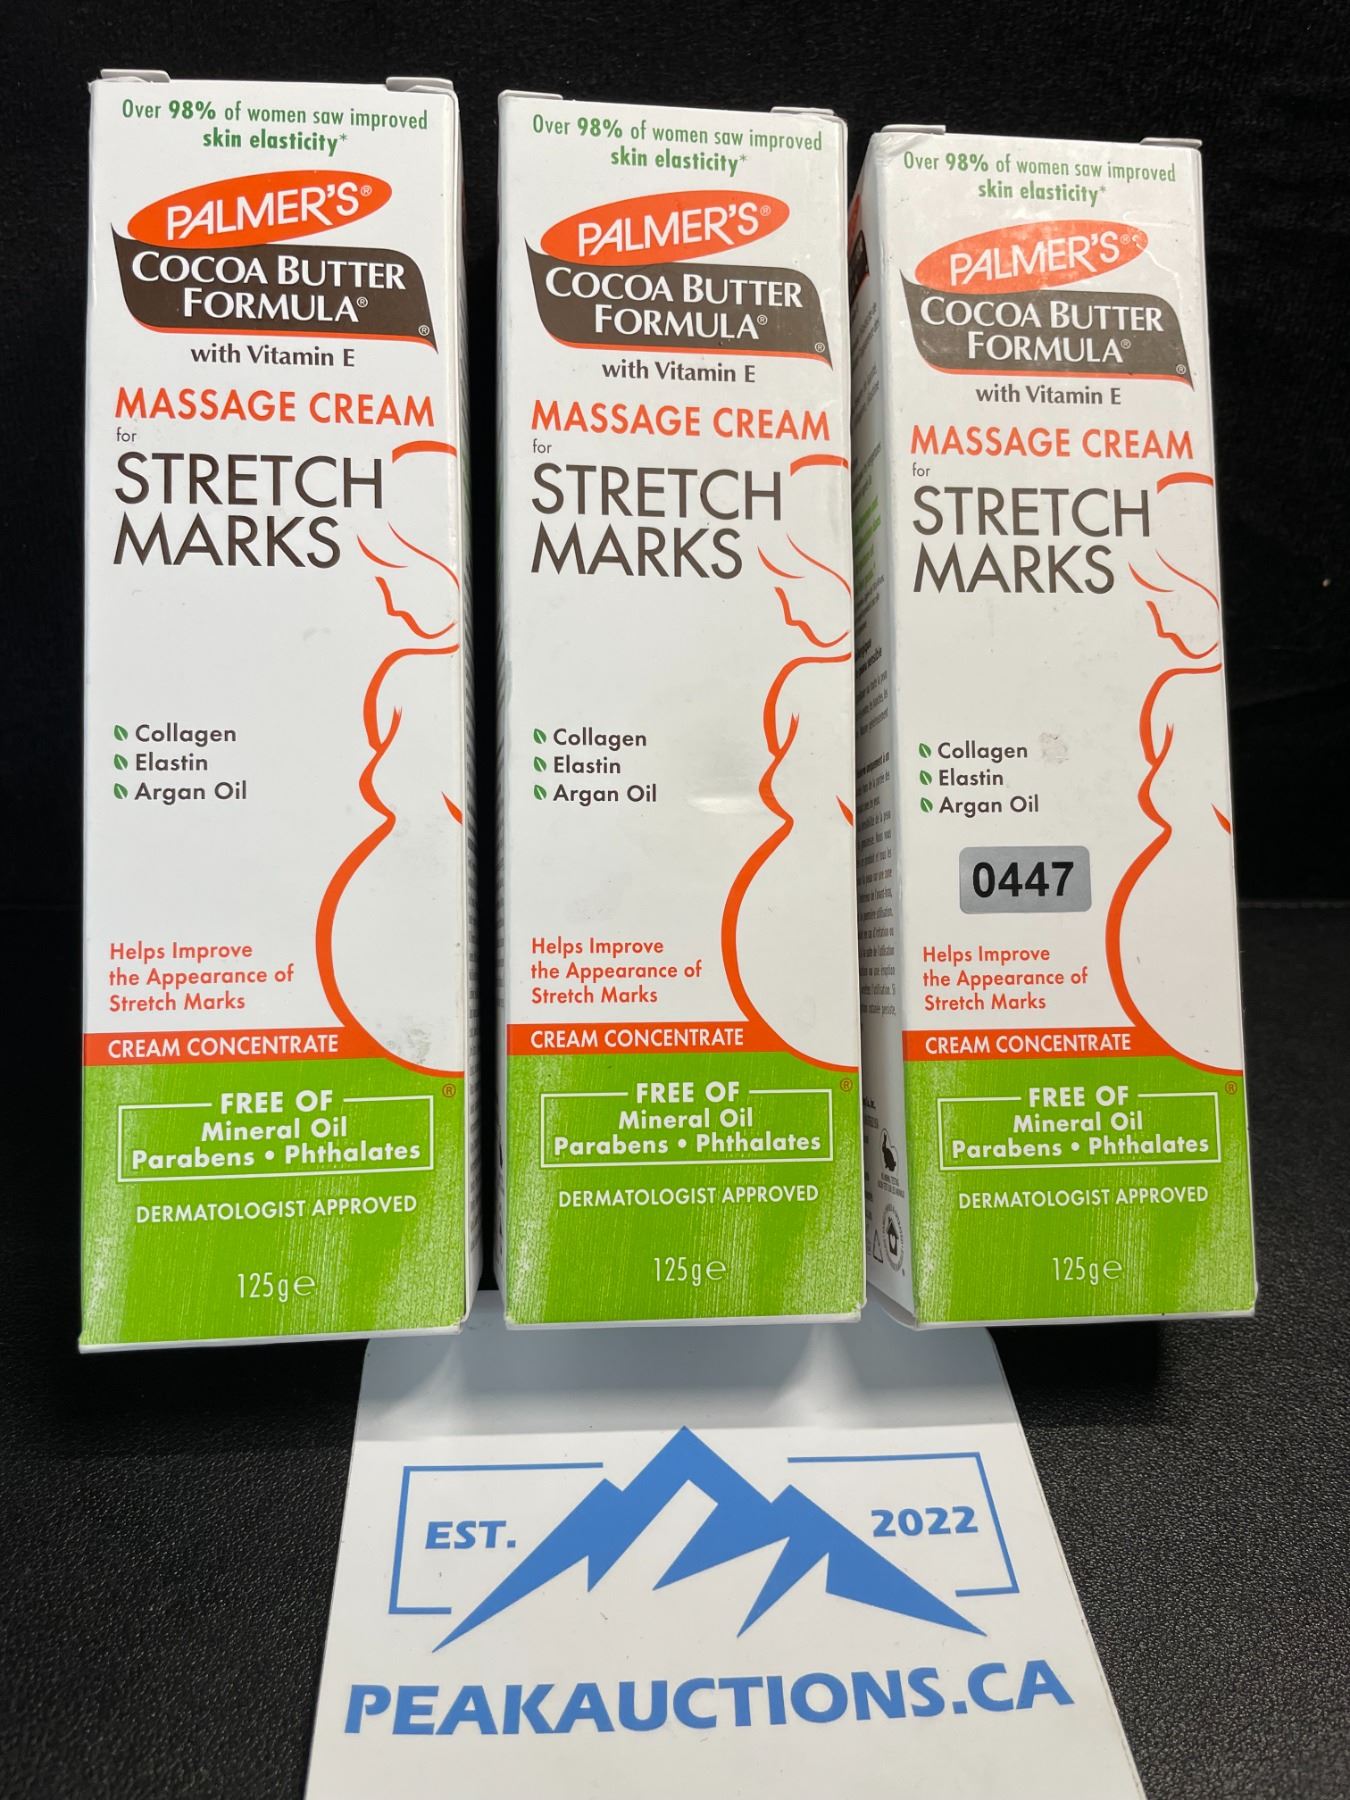 Over 98% of women saw improved
skin elasticity*
PALMER'S®
COCOA BUTTER
FORMULA®
®
with Vitamin E
MASSAGE CREAM
for
STRETCH
MARKS
Collagen
Elastin
Argan Oil
Helps Improve
the Appearance of
Stretch Marks
CREAM CONCENTRATE
®
FREE OF
Mineral Oil
Parabens • Phthalates
DERMATOLOGIST APPROVED
125g℮
Over 98% of women saw improved
skin elasticity*
PALMER'S®
COCOA BUTTER
FORMULA®
®
with Vitamin E
MASSAGE CREAM
for
STRETCH
MARKS
Collagen
Elastin
Argan Oil
Helps Improve
the Appearance of
Stretch Marks
CREAM CONCENTRATE
®
FREE OF
Mineral Oil
Parabens • Phthalates
DERMATOLOGIST APPROVED
125g℮
Over 98% of women saw improved
skin elasticity*
PALMER'S®
COCOA BUTTER
FORMULA®
®
with Vitamin E
MASSAGE CREAM
for
STRETCH
MARKS
Collagen
Elastin
Argan Oil
0447
Helps Improve
the Appearance of
Stretch Marks
CREAM CONCENTRATE
®
FREE OF
Mineral Oil
Parabens • Phthalates
DERMATOLOGIST APPROVED
125g℮
EST. 2022
PEAKAUCTIONS.CA